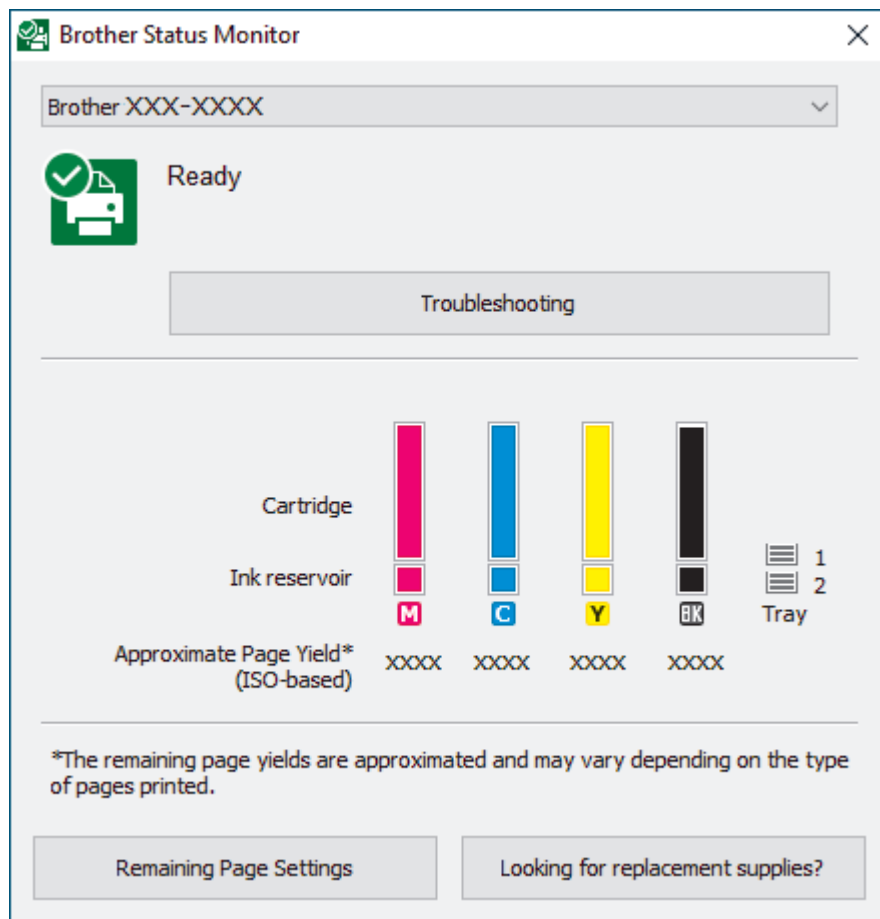 Brother Status Monitor
Brother XXX-XXXX
Ready
Troubleshooting
Cartridge
Ink reservoir
1
2
M C Y BK Tray
Approximate Page Yield*
(ISO-based)
XXXX XXXX XXXX XXXX
*The remaining page yields are approximated and may vary depending on the type
of pages printed.
Remaining Page Settings
Looking for replacement supplies?